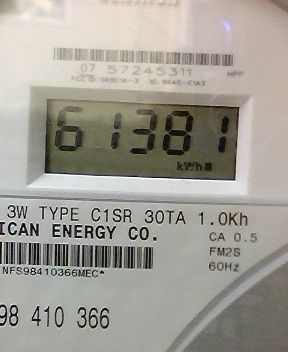 07 57245311 HPP
61381
kWh
3W TYPE C1SR 30TA 1.0Kh
ICAN ENERGY CO. CA 0.5
FM2S
NFS98410366MEC* 60Hz
98 410 366